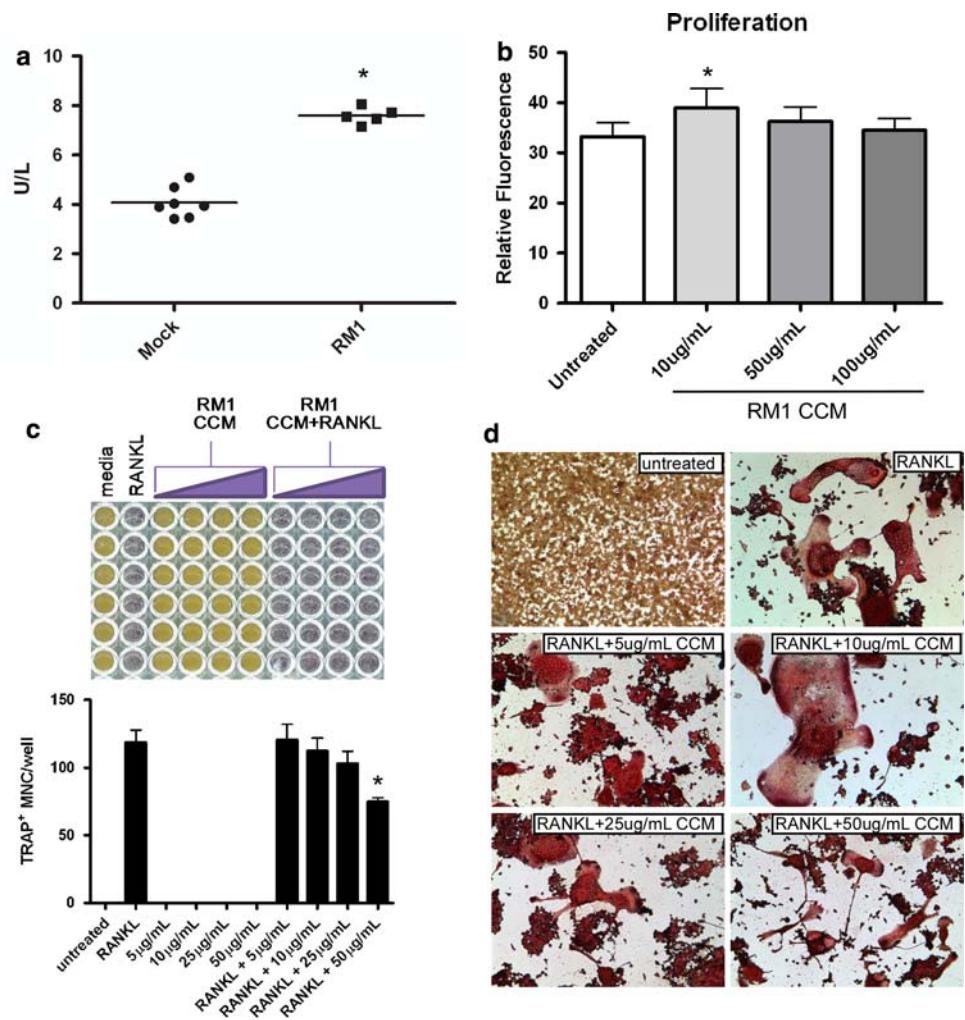 a
10
8
6
4
2
0
U/L
*
Mock
RM1
b
Proliferation
50
40
30
20
10
0
Relative Fluorescence
*
Untreated
10ug/mL
50ug/mL
100ug/mL
RM1 CCM
c
media
RANKL
RM1
CCM
RM1
CCM+RANKL
150
100
50
0
TRAP⁺ MNC/well
*
untreated
RANKL
5µg/mL
10µg/mL
25µg/mL
50µg/mL
RANKL + 5µg/mL
RANKL + 10µg/mL
RANKL + 25µg/mL
RANKL + 50µg/mL
d
untreated
RANKL
RANKL+5ug/mL CCM
RANKL+10ug/mL CCM
RANKL+25ug/mL CCM
RANKL+50ug/mL CCM